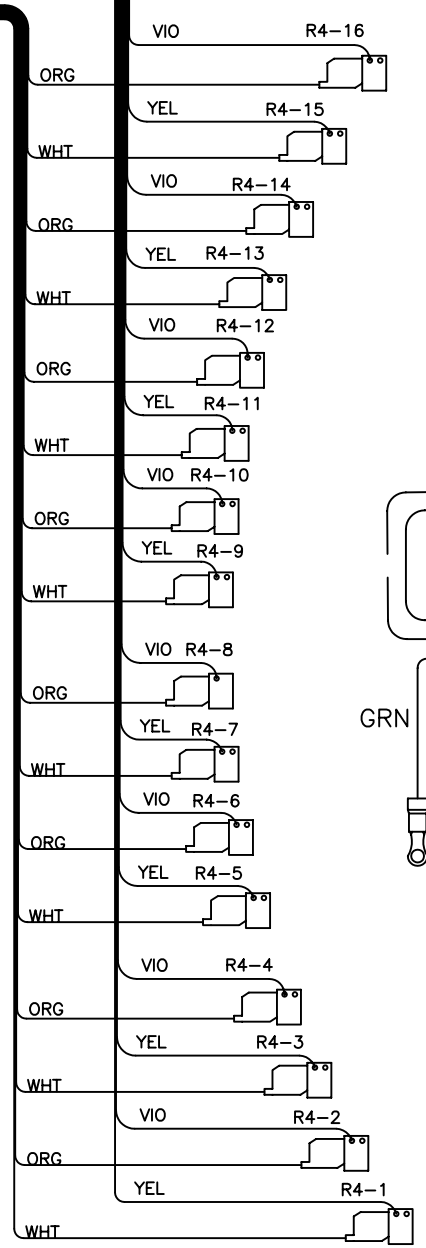 VIO R4-16
ORG
YEL R4-15
WHT
VIO R4-14
ORG
YEL R4-13
WHT
VIO R4-12
ORG
YEL R4-11
WHT
VIO R4-10
ORG
YEL R4-9
WHT
VIO R4-8
ORG
YEL R4-7
GRN
WHT
VIO R4-6
ORG
YEL R4-5
WHT
VIO R4-4
ORG
YEL R4-3
WHT
VIO R4-2
ORG
YEL R4-1
WHT